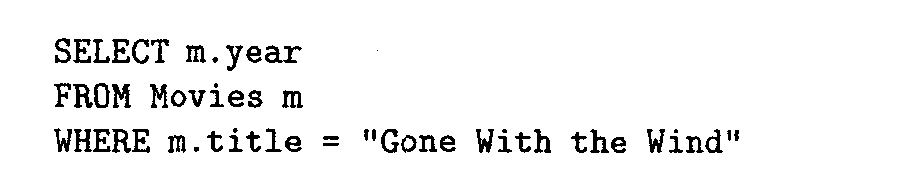 SELECT m.year
FROM Movies m
WHERE m.title = "Gone With the Wind"